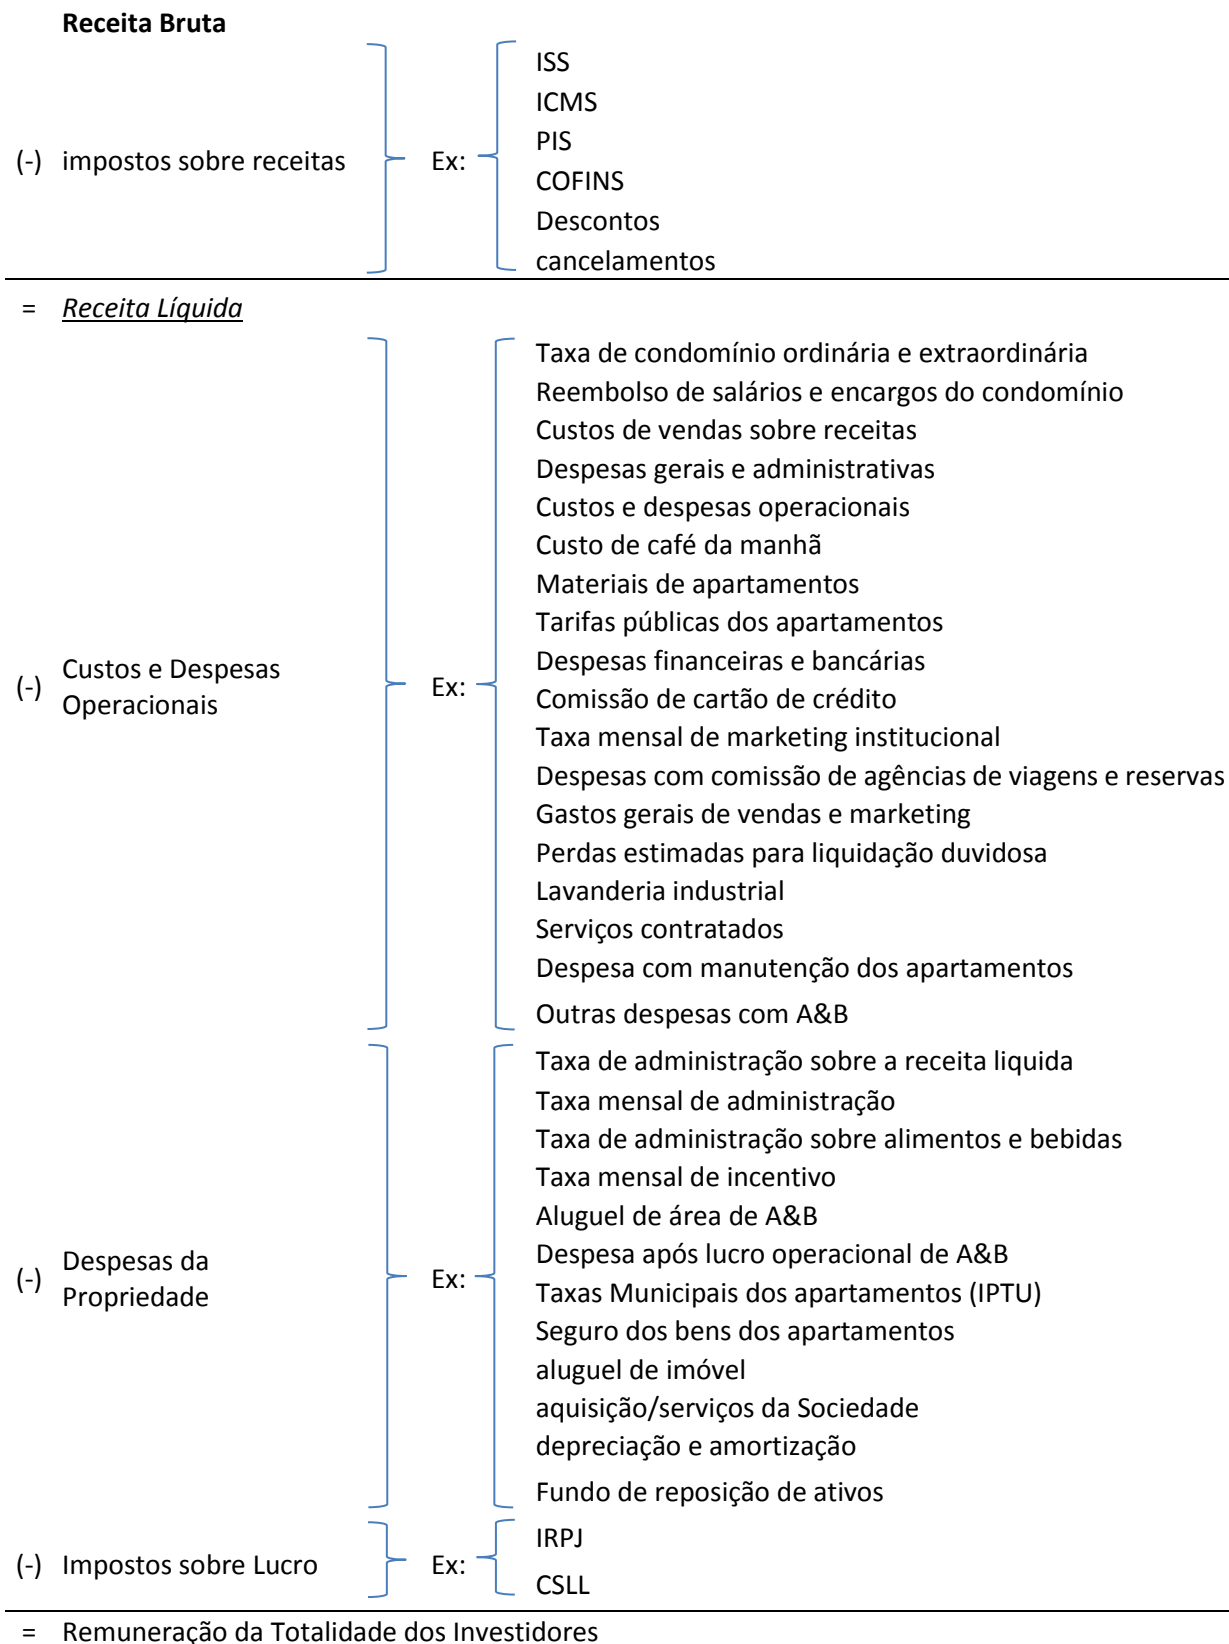 Receita Bruta
(-) impostos sobre receitas Ex:
ISS
ICMS
PIS
COFINS
Descontos
cancelamentos
= Receita Líquida
(-) Custos e Despesas
Operacionais
Ex:
Taxa de condomínio ordinária e extraordinária
Reembolso de salários e encargos do condomínio
Custos de vendas sobre receitas
Despesas gerais e administrativas
Custos e despesas operacionais
Custo de café da manhã
Materiais de apartamentos
Tarifas públicas dos apartamentos
Despesas financeiras e bancárias
Comissão de cartão de crédito
Taxa mensal de marketing institucional
Despesas com comissão de agências de viagens e reservas
Gastos gerais de vendas e marketing
Perdas estimadas para liquidação duvidosa
Lavanderia industrial
Serviços contratados
Despesa com manutenção dos apartamentos
Outras despesas com A&B
(-) Despesas da
Propriedade
Ex:
Taxa de administração sobre a receita liquida
Taxa mensal de administração
Taxa de administração sobre alimentos e bebidas
Taxa mensal de incentivo
Aluguel de área de A&B
Despesa após lucro operacional de A&B
Taxas Municipais dos apartamentos (IPTU)
Seguro dos bens dos apartamentos
aluguel de imóvel
aquisição/serviços da Sociedade
depreciação e amortização
Fundo de reposição de ativos
(-) Impostos sobre Lucro Ex:
IRPJ
CSLL
= Remuneração da Totalidade dos Investidores